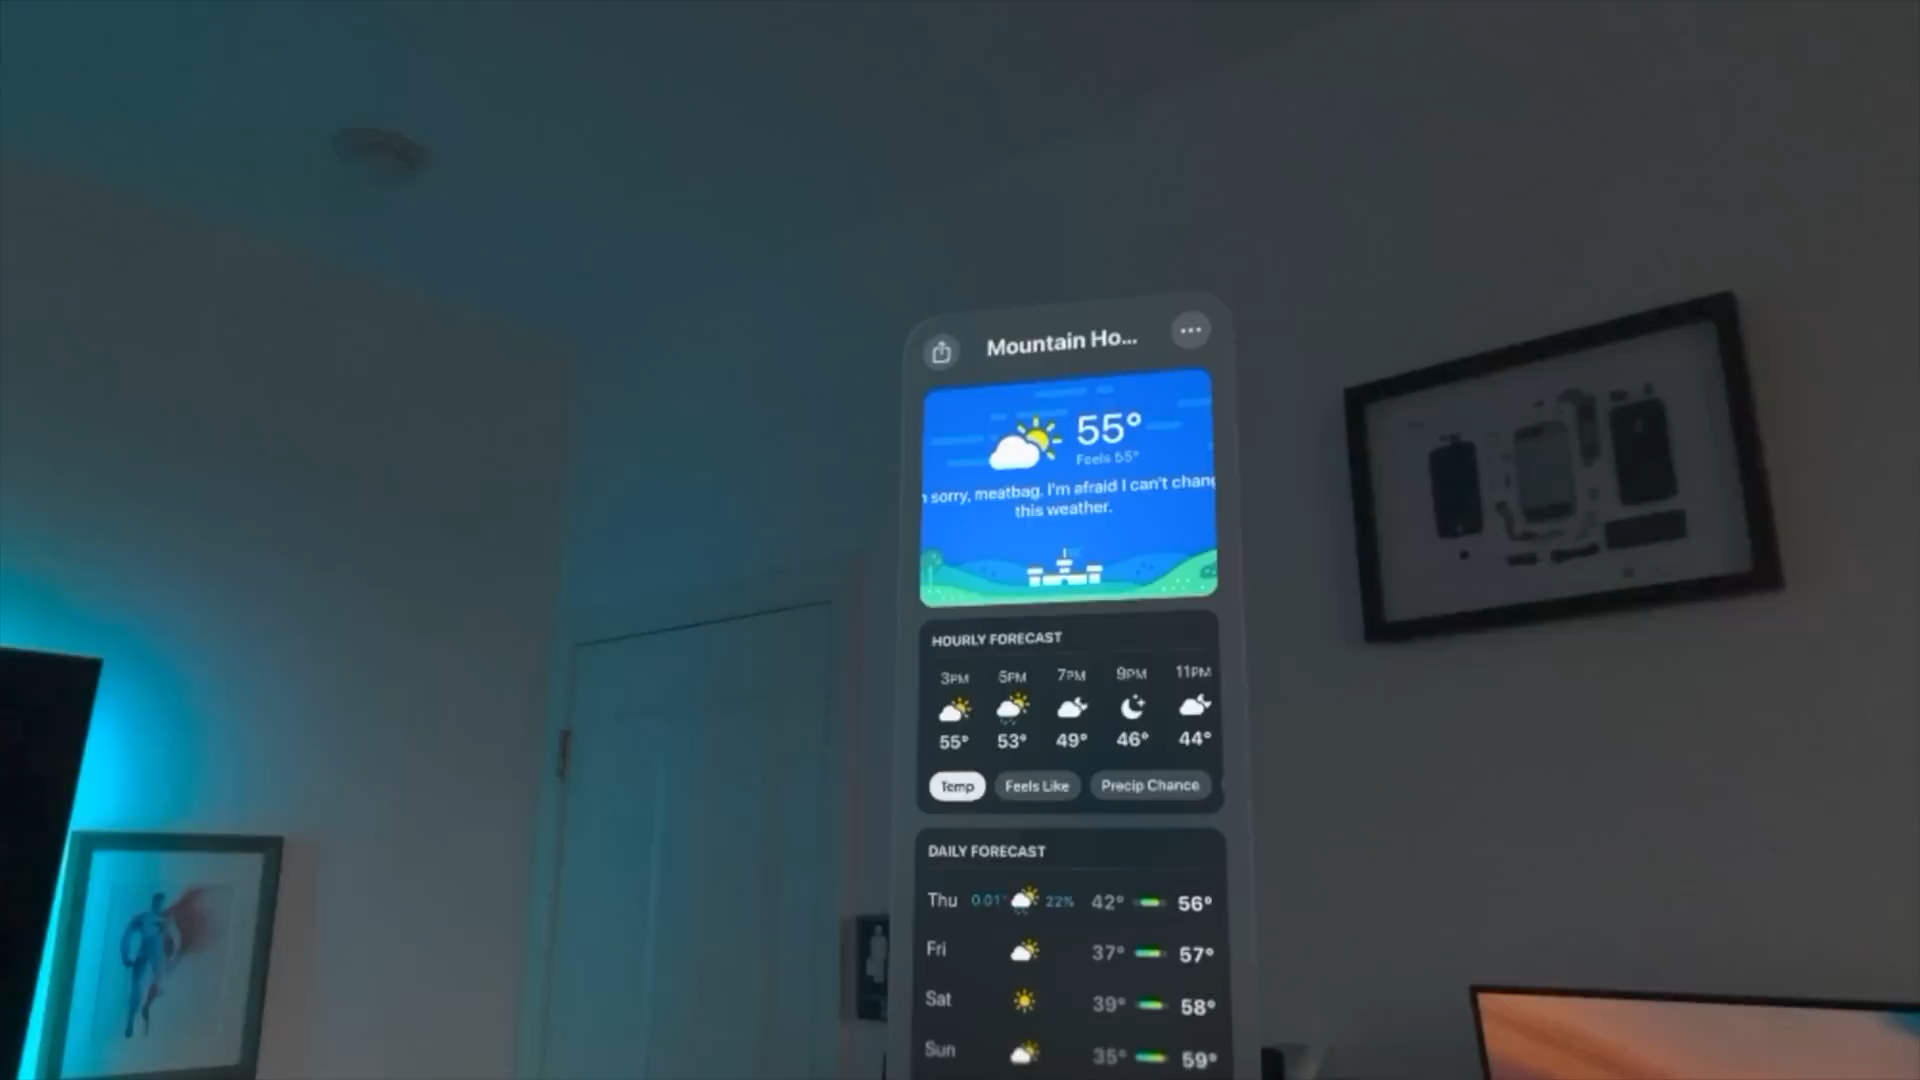 Mountain Ho...
55°
Feels 55°
sorry, meatbag. I'm afraid I can't chang
this weather.
HOURLY FORECAST
3PM 5PM 7PM 9PM 11PM
55° 53° 49° 46° 44°
Temp Feels Like Precip Chance
DAILY FORECAST
Thu 0.01" 22% 42° 56°
Fri 37° 57°
Sat 39° 58°
Sun 35° 59°